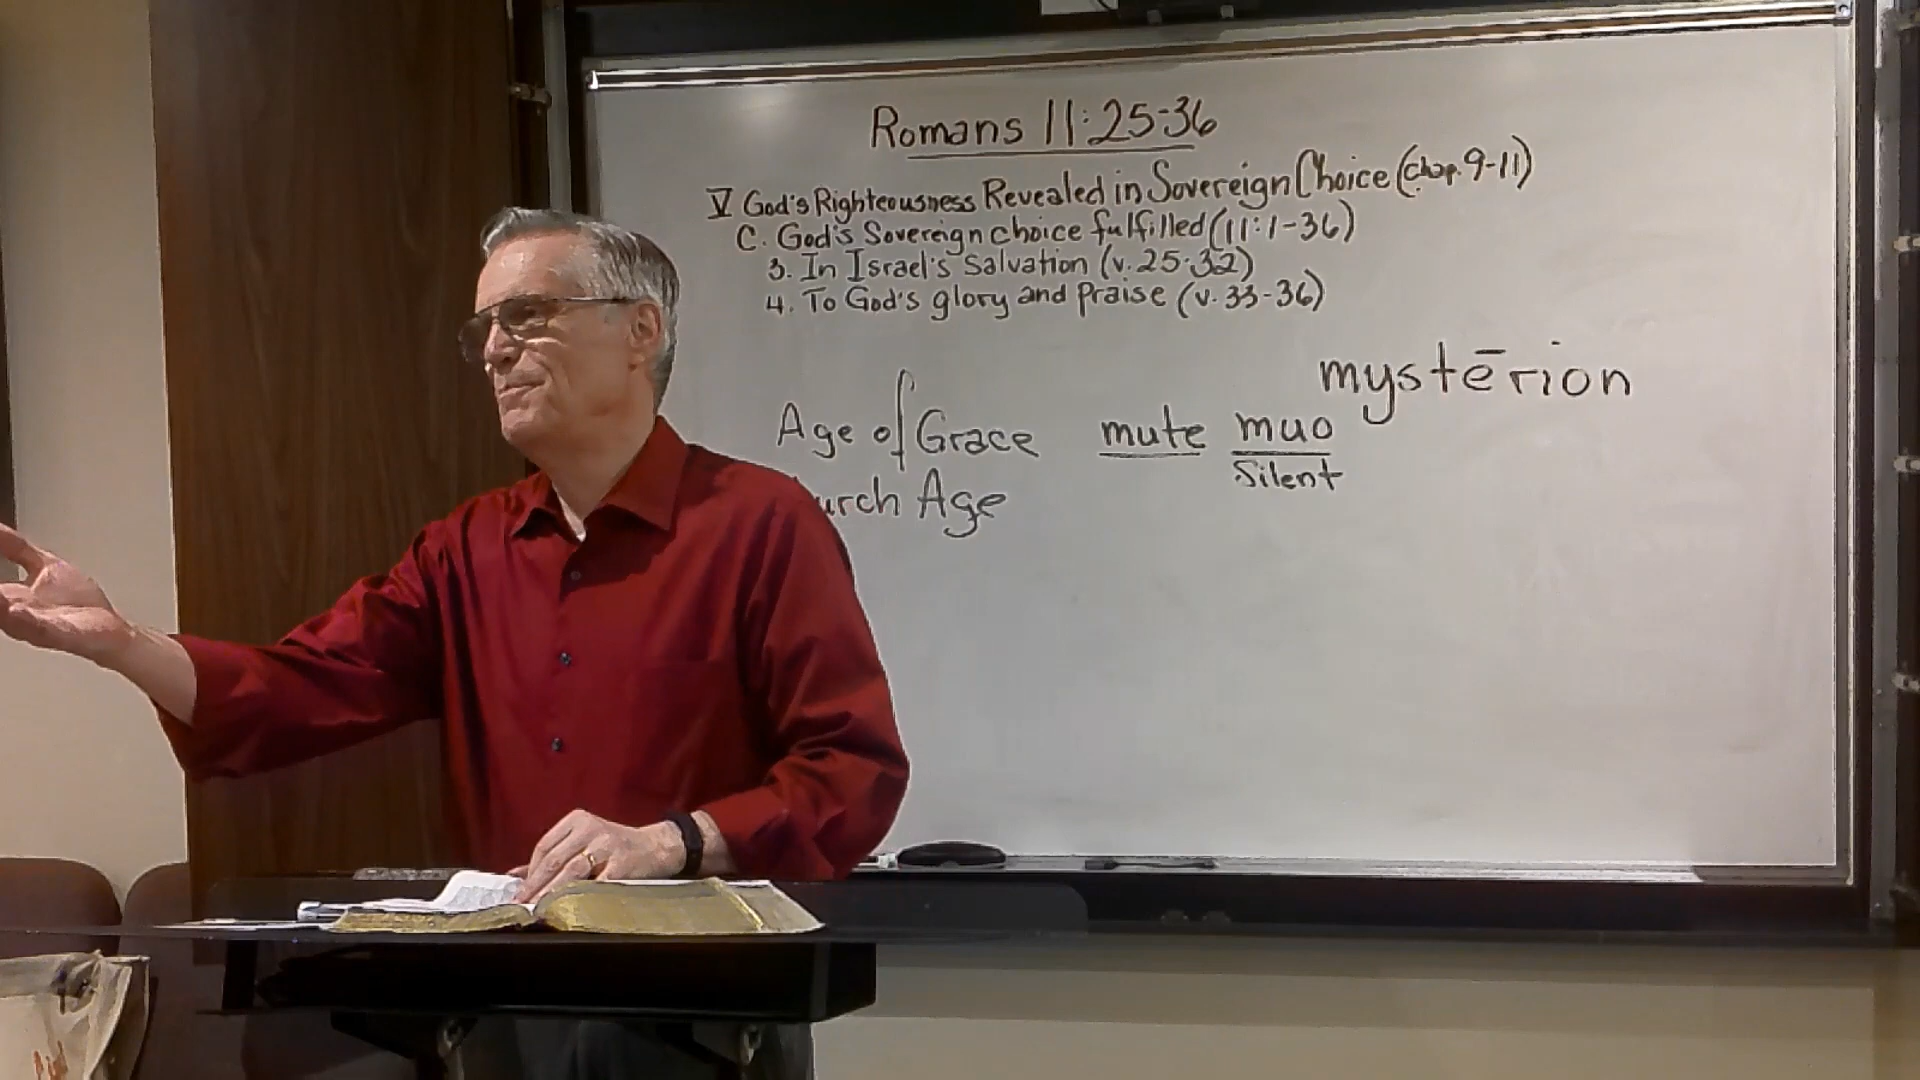 Romans 11:25-36
V God's Righteousness Revealed in Sovereign Choice (Chap. 9-11)
C. God's Sovereign choice fulfilled (11:1-36)
3. In Israel's Salvation (v. 25-32)
4. To God's glory and Praise (v. 33-36)
mystērion
Age of Grace mute muo
Silent
urch Age